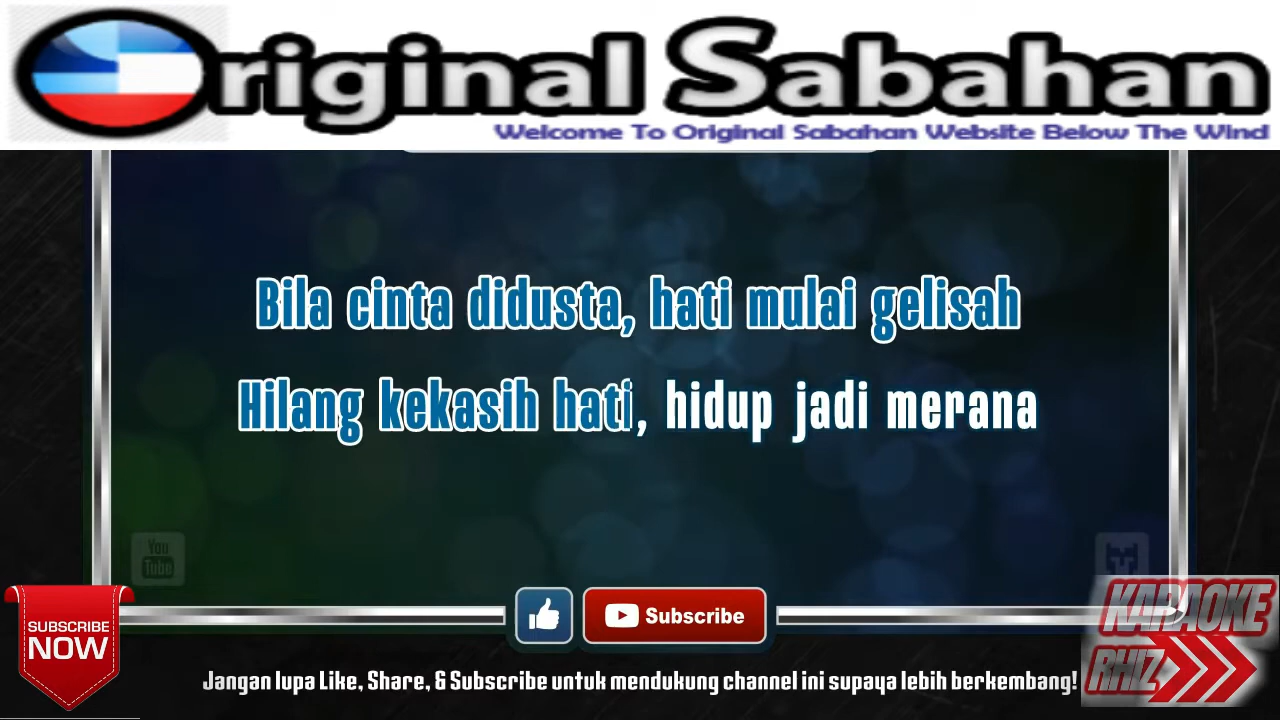 Original Sabahan
Welcome To Original Sabahan Website Below The Wind
Bila cinta didusta, hati mulai gelisah
Hilang kekasih hati, hidup jadi merana
You
Tube
SUBSCRIBE
NOW
Subscribe
KARAOKE
RHIZ
Jangan lupa Like, Share, & Subscribe untuk mendukung channel ini supaya lebih berkembang!